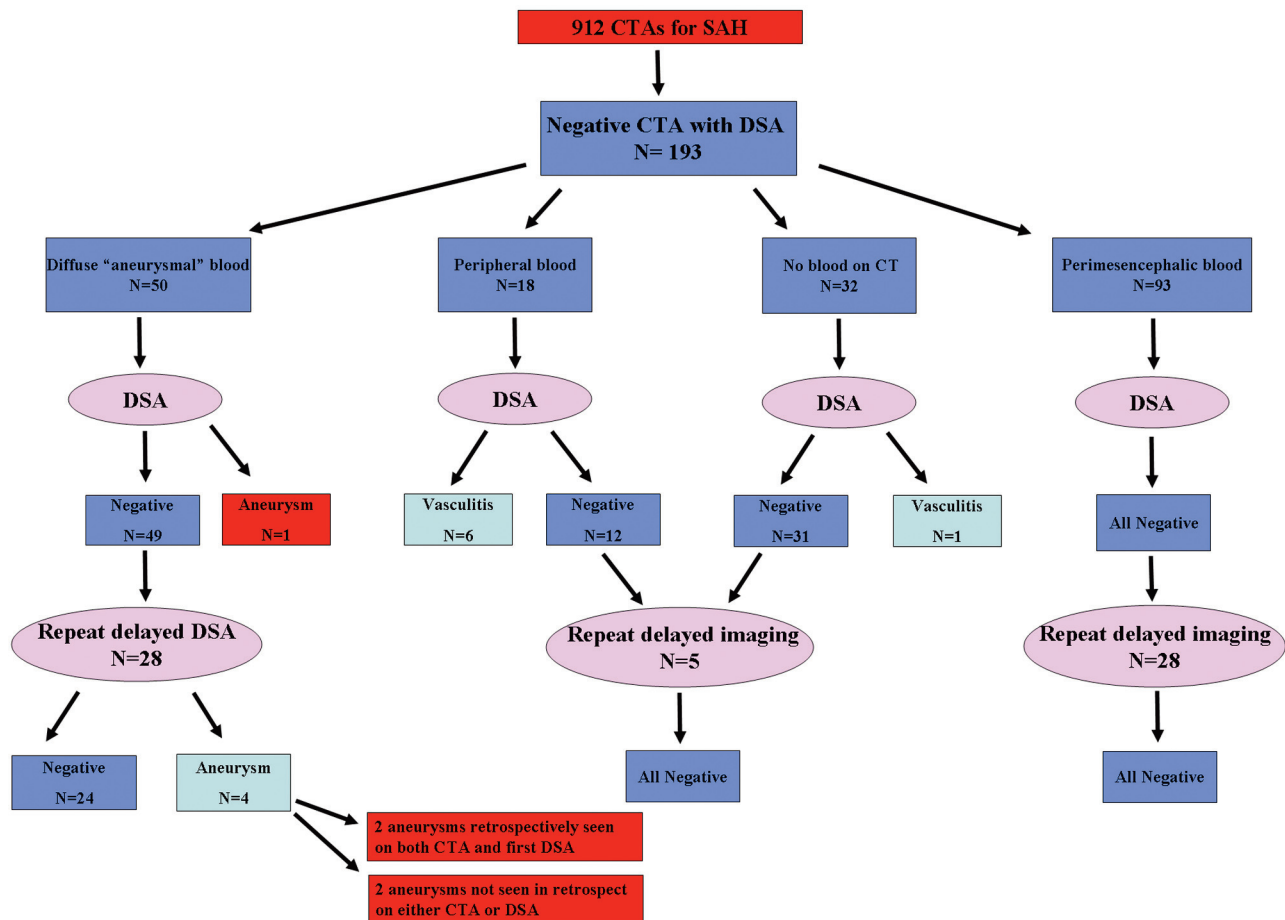 912 CTAs for SAH
Negative CTA with DSA
N= 193
Diffuse “aneurysmal” blood
N=50
Peripheral blood
N=18
No blood on CT
N=32
Perimesencephalic blood
N=93
DSA
DSA
DSA
DSA
Negative
N=49
Aneurysm
N=1
Vasculitis
N=6
Negative
N=12
Negative
N=31
Vasculitis
N=1
All Negative
Repeat delayed DSA
N=28
Repeat delayed imaging
N=5
Repeat delayed imaging
N=28
Negative
N=24
Aneurysm
N=4
All Negative
All Negative
2 aneurysms retrospectively seen
on both CTA and first DSA
2 aneurysms not seen in retrospect
on either CTA or DSA